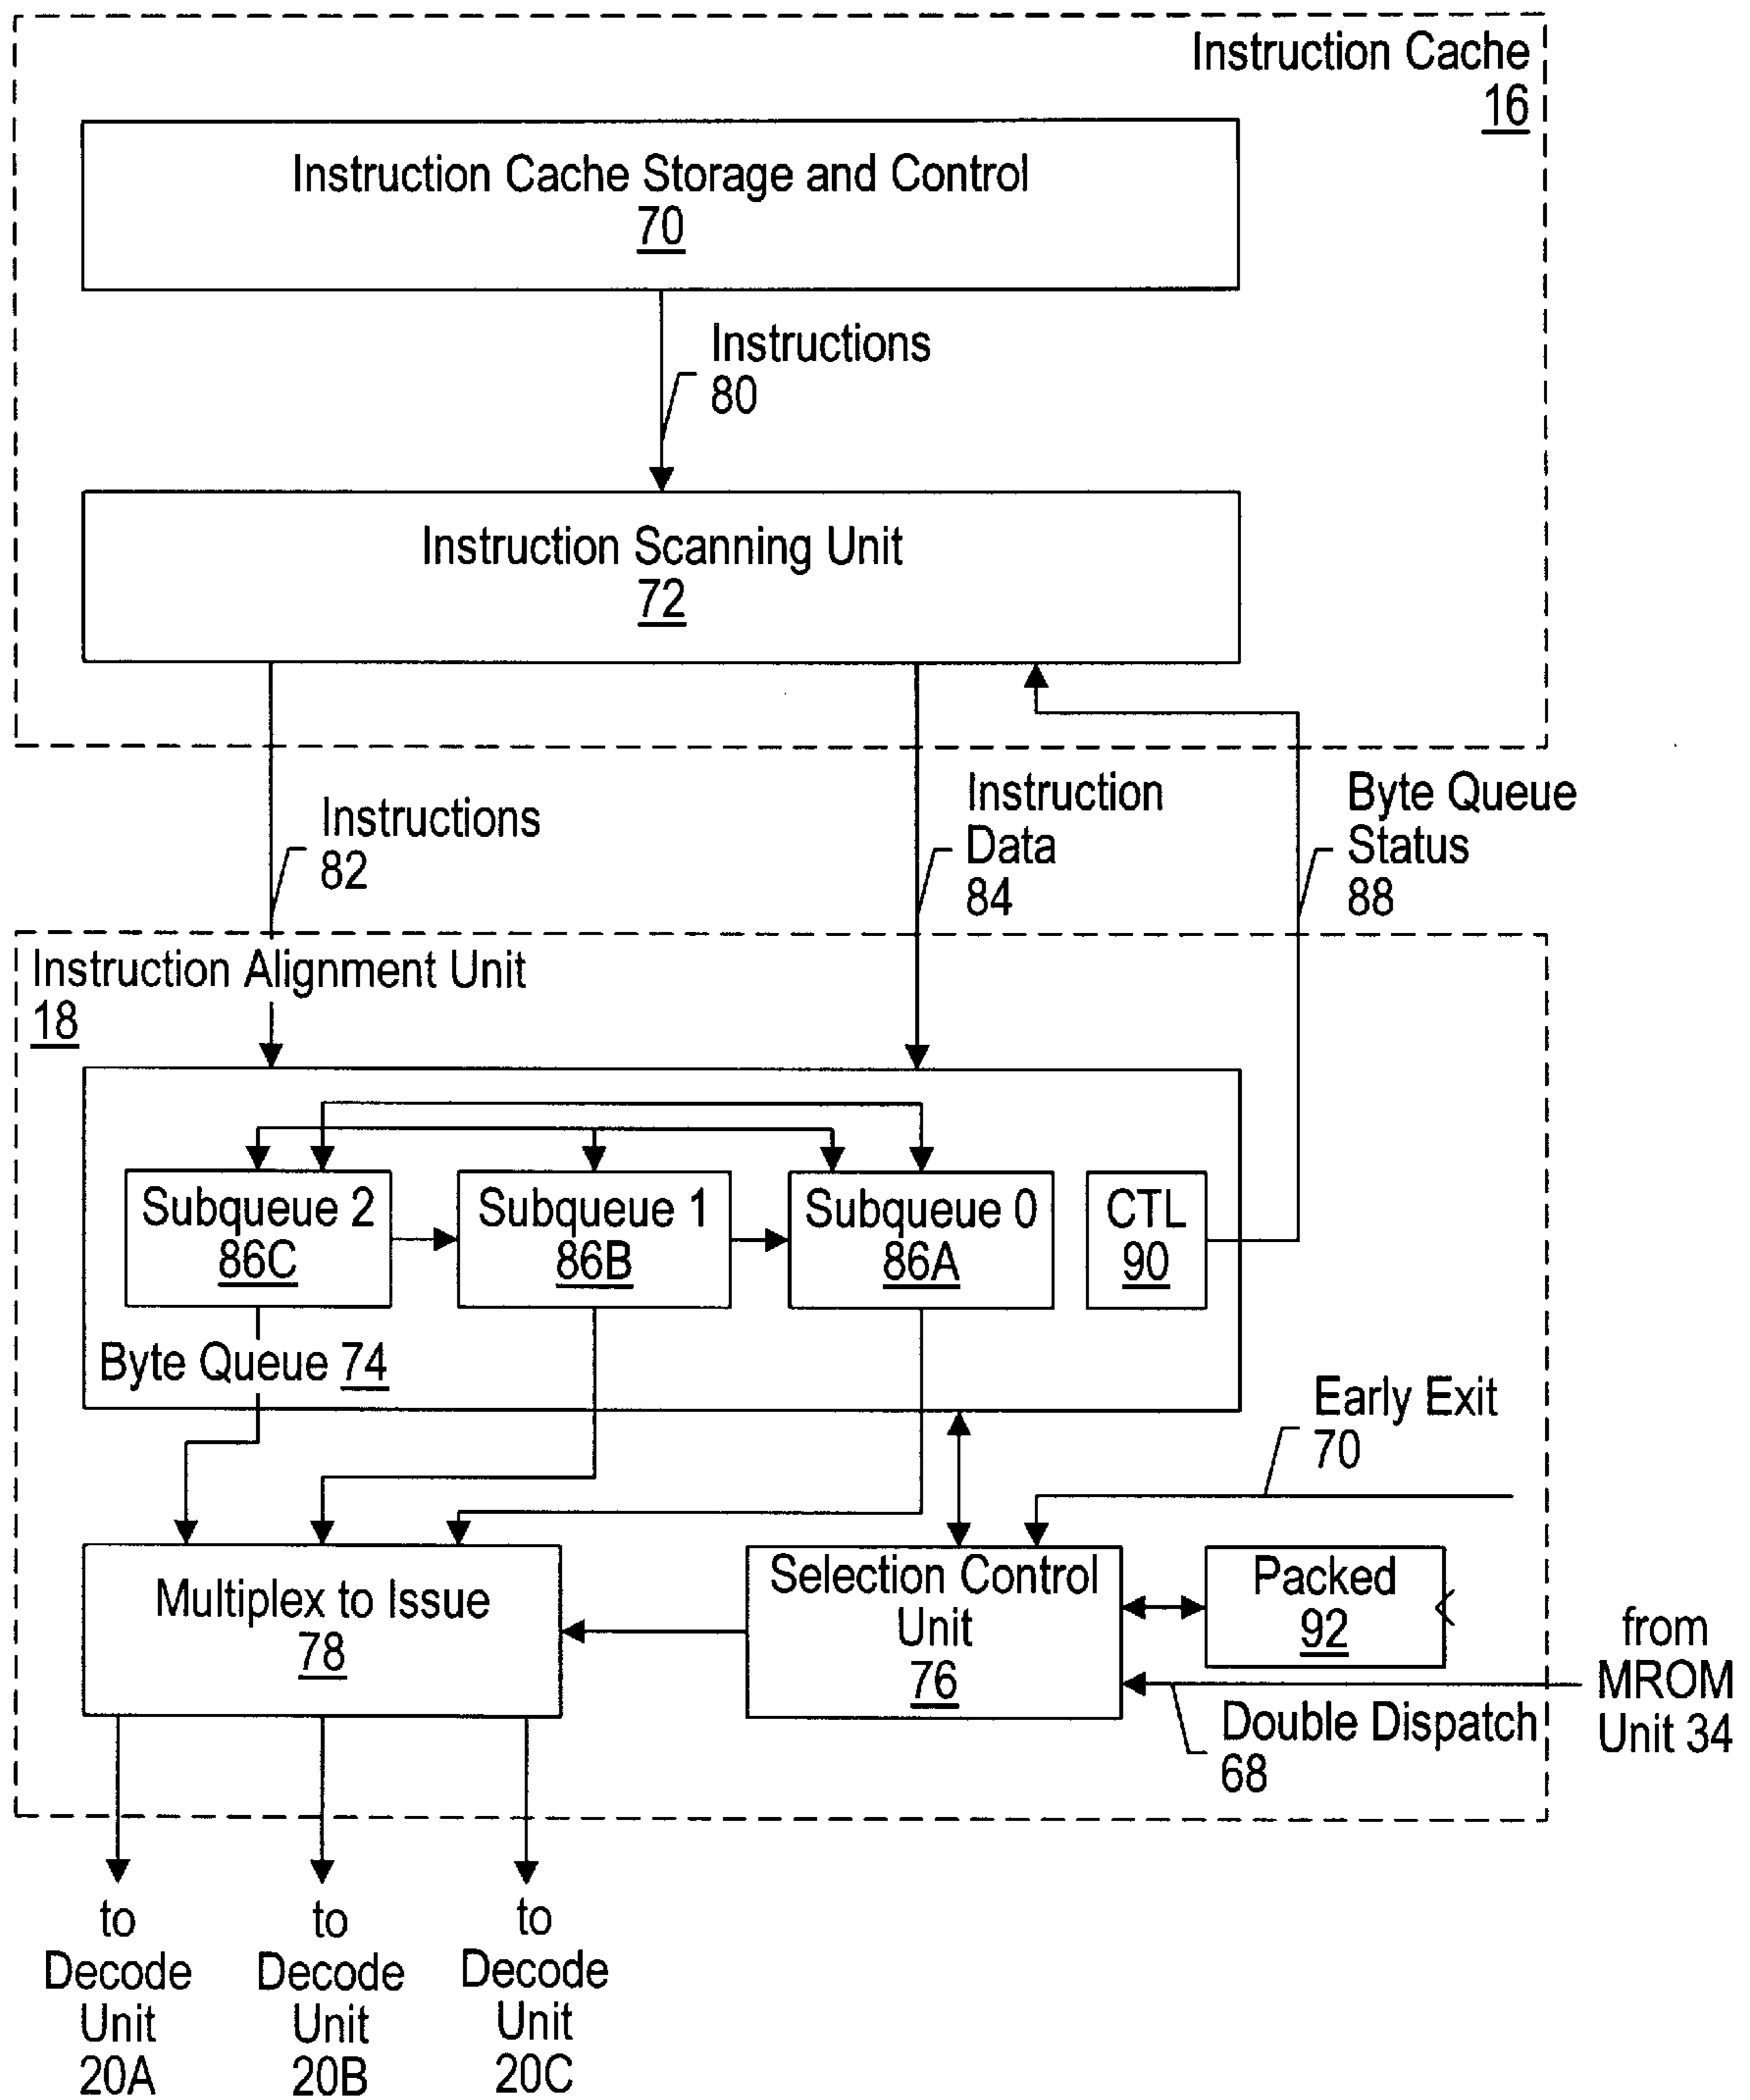 Instruction Cache
16
Instruction Cache Storage and Control
70
Instructions
80
Instruction Scanning Unit
72
Instructions
82
Instruction
Data
84
Byte Queue
Status
88
Instruction Alignment Unit
18
Subqueue 2
86C
Subqueue 1
86B
Subqueue 0
86A
CTL
90
Byte Queue 74
Early Exit
70
Multiplex to Issue
78
Selection Control
Unit
76
Packed
92
from
MROM
Unit 34
Double Dispatch
68
to
Decode
Unit
20A
to
Decode
Unit
20B
to
Decode
Unit
20C